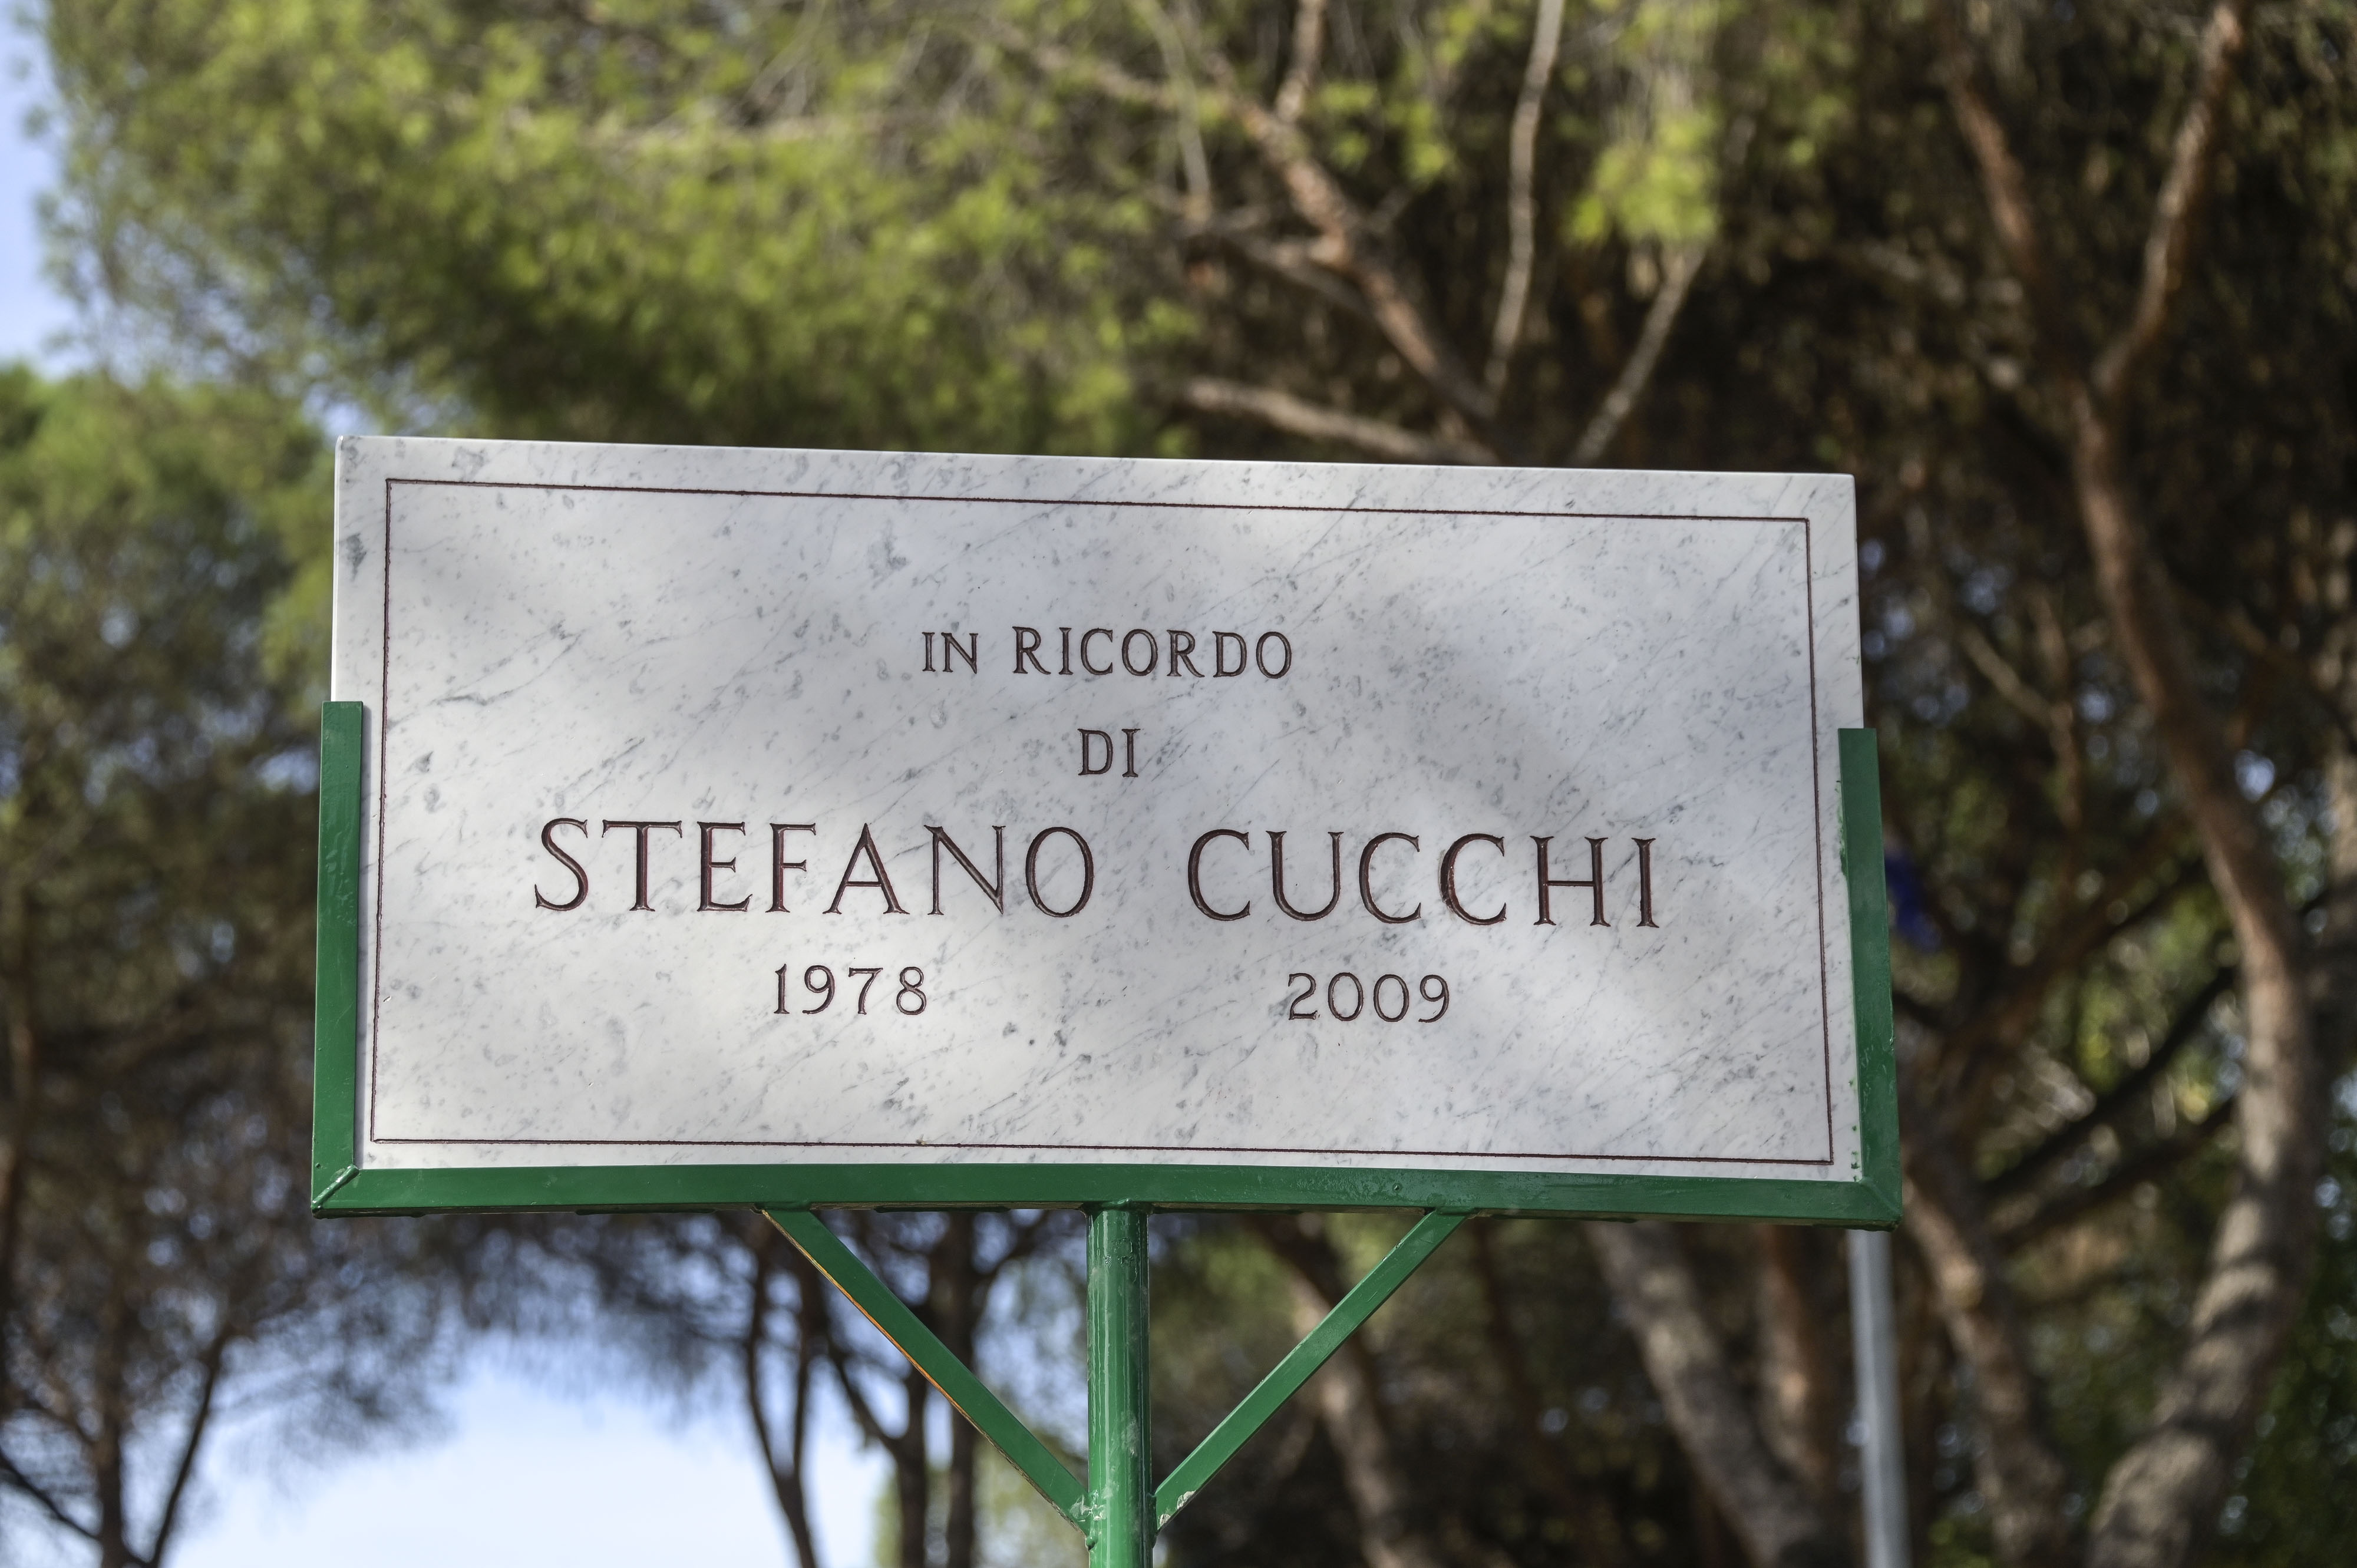 IN RICORDO
DI
STEFANO CUCCHI
1978 2009